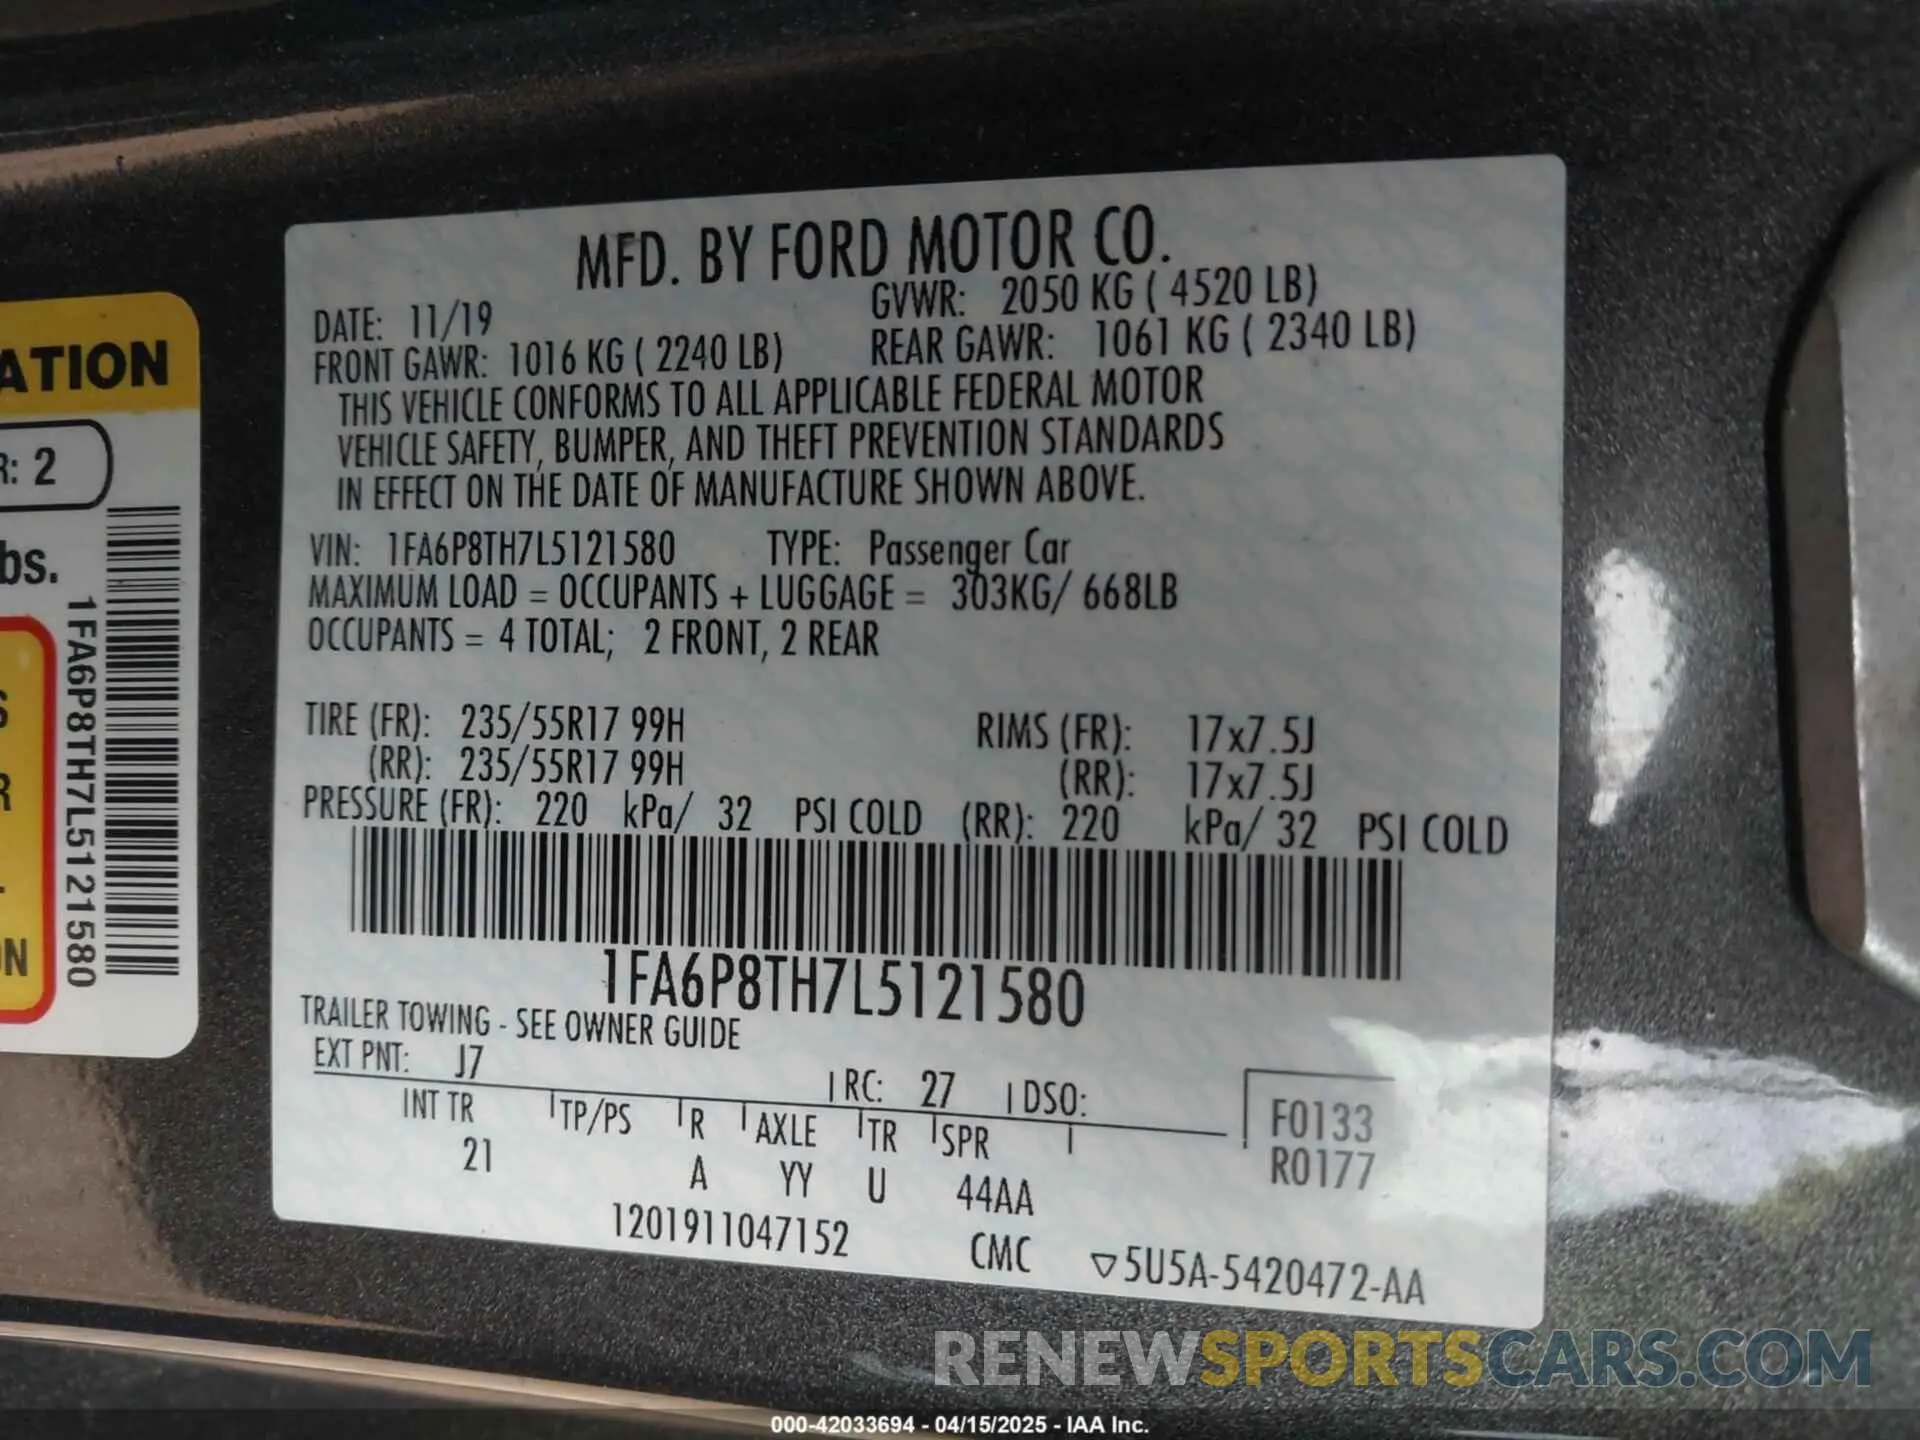 MFD. BY FORD MOTOR CO.
DATE: 11/19
GVWR: 2050 KG ( 4520 LB)
FRONT GAWR: 1016 KG ( 2240 LB)
REAR GAWR: 1061 KG ( 2340 LB)
THIS VEHICLE CONFORMS TO ALL APPLICABLE FEDERAL MOTOR
VEHICLE SAFETY, BUMPER, AND THEFT PREVENTION STANDARDS
IN EFFECT ON THE DATE OF MANUFACTURE SHOWN ABOVE.
VIN: 1FA6P8TH7L5121580 TYPE: Passenger Car
MAXIMUM LOAD = OCCUPANTS + LUGGAGE = 303KG/ 668LB
OCCUPANTS = 4 TOTAL; 2 FRONT, 2 REAR
TIRE (FR): 235/55R17 99H RIMS (FR): 17x7.5J
(RR): 235/55R17 99H (RR): 17x7.5J
PRESSURE (FR): 220 kPa/ 32 PSI COLD (RR): 220 kPa/ 32 PSI COLD
1FA6P8TH7L5121580
TRAILER TOWING - SEE OWNER GUIDE
EXT PNT: J7 RC: 27 DSO:
INT TR TP/PS R AXLE TR SPR
21 A YY U 44AA
F0133
R0177
1201911047152 CMC ▽5U5A-5420472-AA
ATION
R: 2
bs.
S
R
N
1FA6P8TH7L5121580
RENEWSPORTSCARS.COM
000-42033694 - 04/15/2025 - IAA Inc.